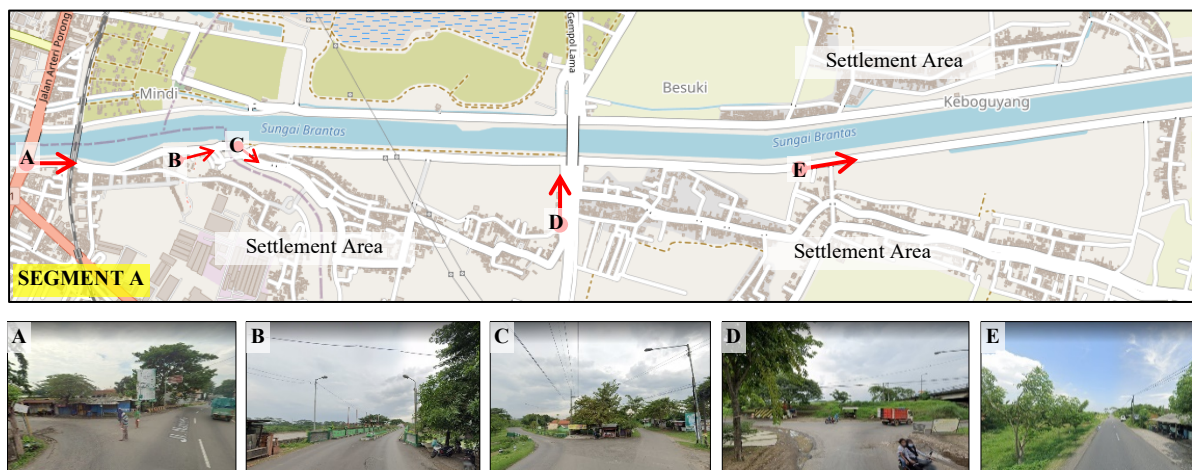 Jalan Arteri Porong
Mindi
Sungai Brantas
Gempol Lama
Besuki
Settlement Area
Keboguyang
Sungai Brantas
A
B
C
D
E
Settlement Area
Settlement Area
SEGMENT A
A
B
C
D
E